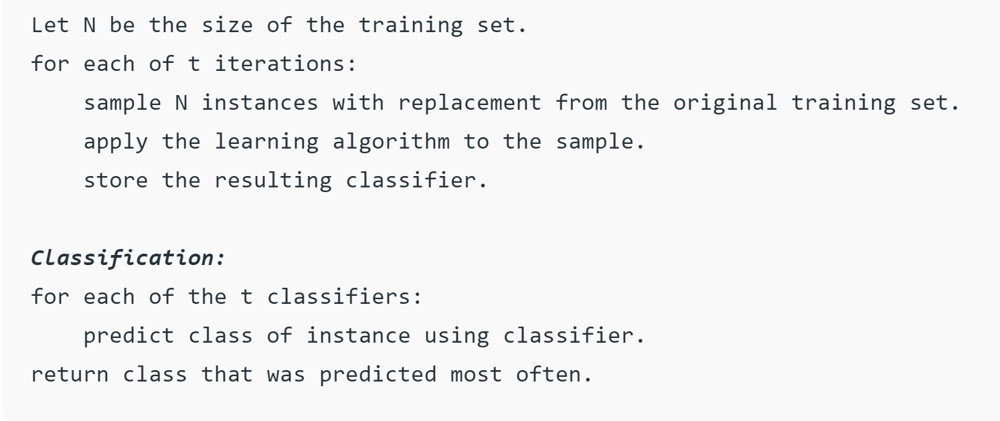 Let N be the size of the training set.
for each of t iterations:
sample N instances with replacement from the original training set.
apply the learning algorithm to the sample.
store the resulting classifier.
Classification:
for each of the t classifiers:
predict class of instance using classifier.
return class that was predicted most often.